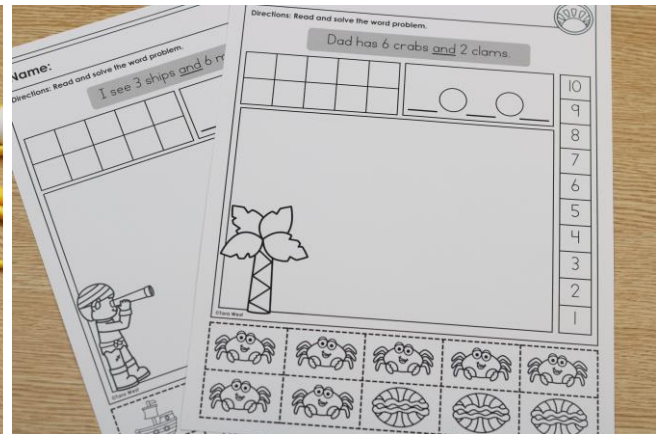 Directions: Read and solve the word problem.
Dad has 6 crabs and 2 clams.
10
9
8
7
6
5
4
3
2
1
Name:
Directions: Read and solve the word problem.
I see 3 ships and 6